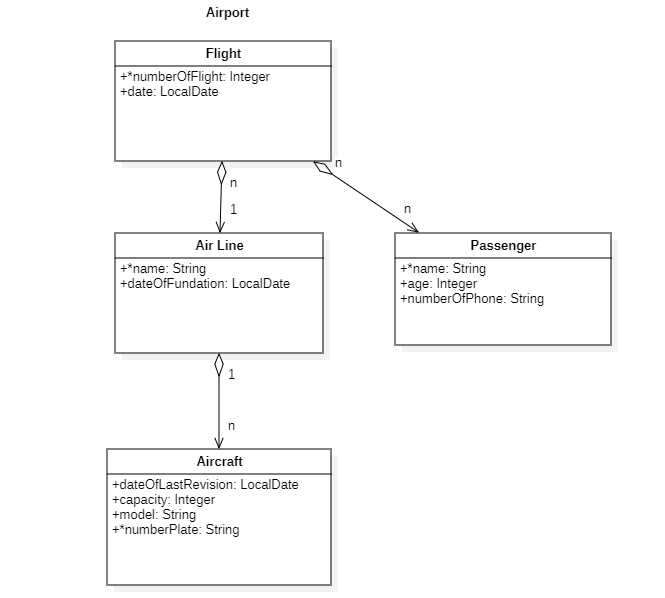 Airport
Flight
+*numberOfFlight: Integer
+date: LocalDate
n
n
1
n
Air Line
+*name: String
+dateOfFundation: LocalDate
Passenger
+*name: String
+age: Integer
+numberOfPhone: String
1
n
Aircraft
+dateOfLastRevision: LocalDate
+capacity: Integer
+model: String
+*numberPlate: String